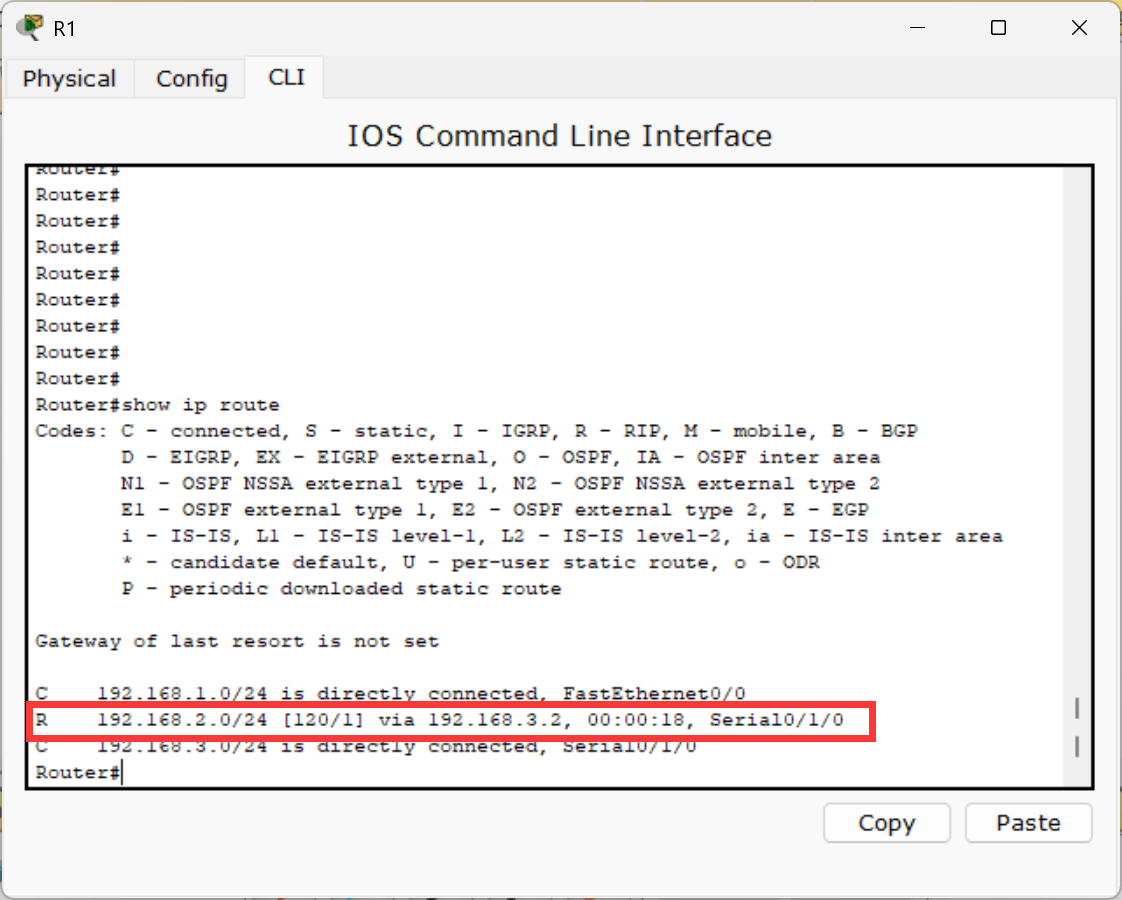 R1
Physical Config CLI
IOS Command Line Interface
Router#
Router#
Router#
Router#
Router#
Router#
Router#
Router#
Router#
Router#show ip route
Codes: C - connected, S - static, I - IGRP, R - RIP, M - mobile, B - BGP
D - EIGRP, EX - EIGRP external, O - OSPF, IA - OSPF inter area
N1 - OSPF NSSA external type 1, N2 - OSPF NSSA external type 2
E1 - OSPF external type 1, E2 - OSPF external type 2, E - EGP
i - IS-IS, L1 - IS-IS level-1, L2 - IS-IS level-2, ia - IS-IS inter area
* - candidate default, U - per-user static route, o - ODR
P - periodic downloaded static route
Gateway of last resort is not set
C 192.168.1.0/24 is directly connected, FastEthernet0/0
R 192.168.2.0/24 [120/1] via 192.168.3.2, 00:00:18, Serial0/1/0
C 192.168.3.0/24 is directly connected, Serial0/1/0
Router#
Copy Paste